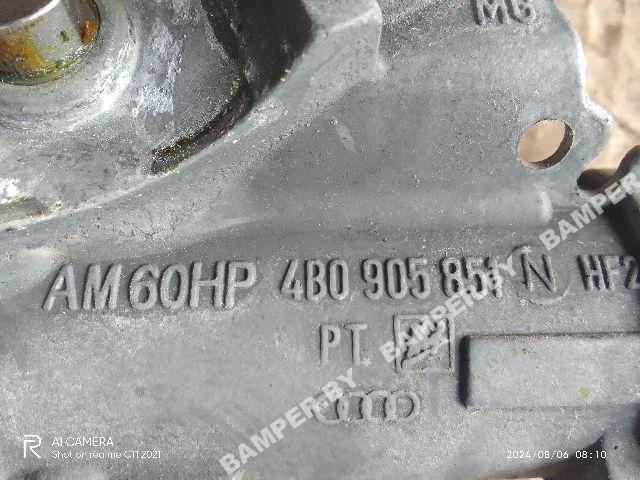 M6
AM60HP 4B0 905 851 N HF2
PT.
BAMPER.BY - BAMPER.BY - BAMPER.BY
R AI CAMERA
Shot on realme C11 2021
2024/08/06 08:10